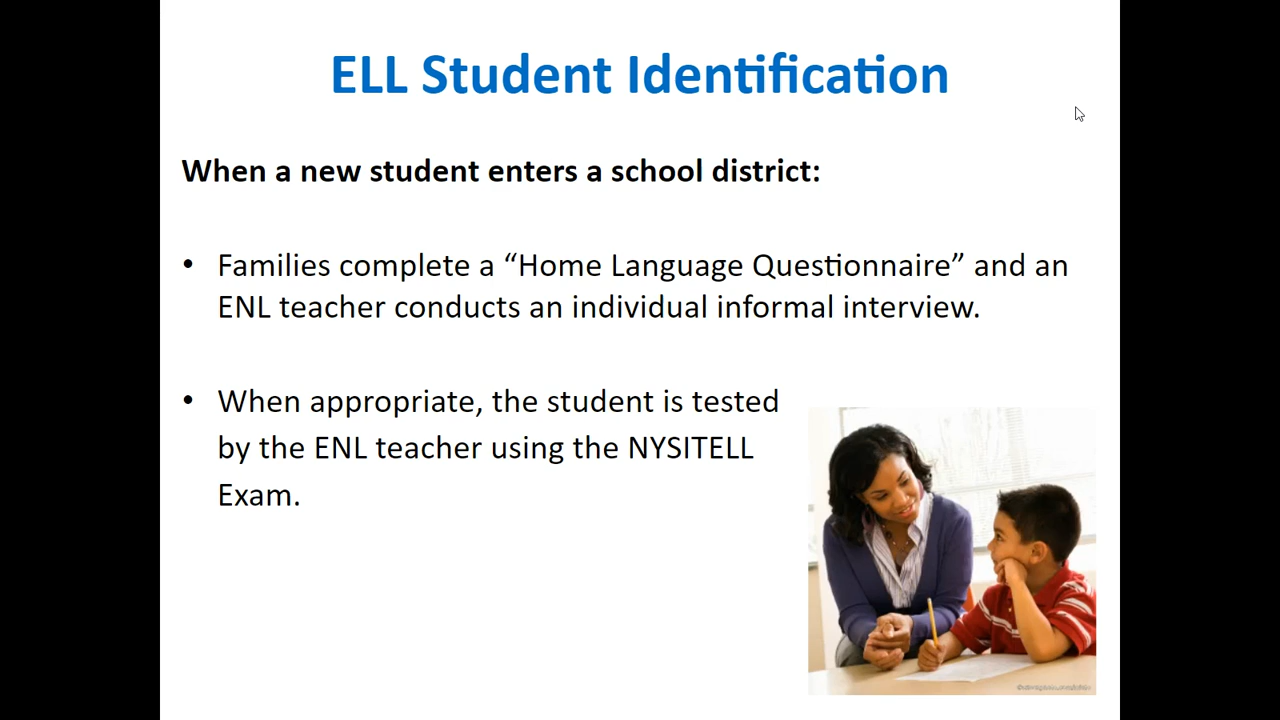 ELL Student Identification
When a new student enters a school district:
• Families complete a “Home Language Questionnaire” and an
ENL teacher conducts an individual informal interview.
• When appropriate, the student is tested
by the ENL teacher using the NYSITELL
Exam.